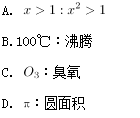 A. x > 1 : x² > 1
B.100℃：沸腾
C. O₃：臭氧
D. π：圆面积